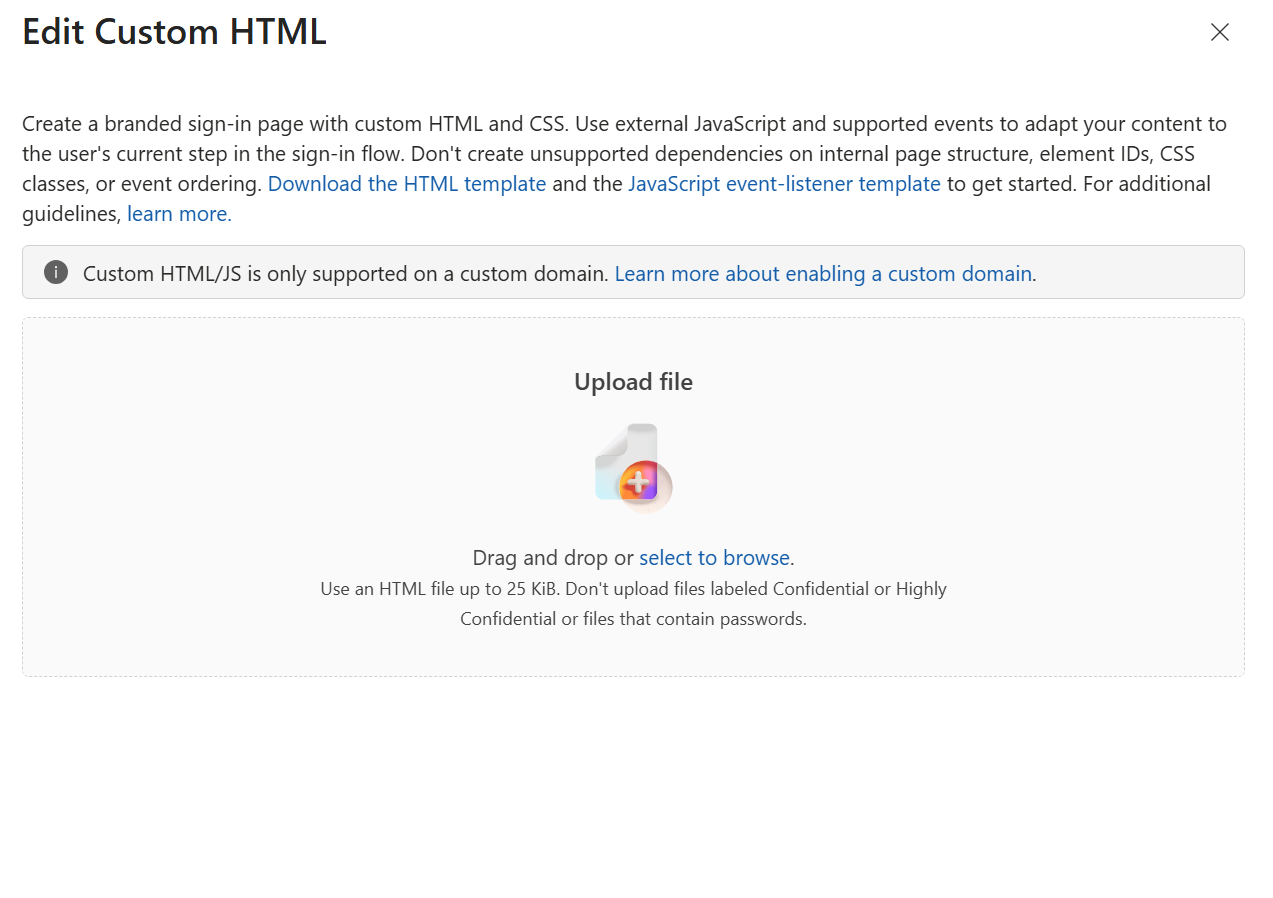 Edit Custom HTML
Create a branded sign-in page with custom HTML and CSS. Use external JavaScript and supported events to adapt your content to
the user's current step in the sign-in flow. Don't create unsupported dependencies on internal page structure, element IDs, CSS
classes, or event ordering. Download the HTML template and the JavaScript event-listener template to get started. For additional
guidelines, learn more.
Custom HTML/JS is only supported on a custom domain. Learn more about enabling a custom domain.
Upload file
Drag and drop or select to browse.
Use an HTML file up to 25 KiB. Don't upload files labeled Confidential or Highly
Confidential or files that contain passwords.